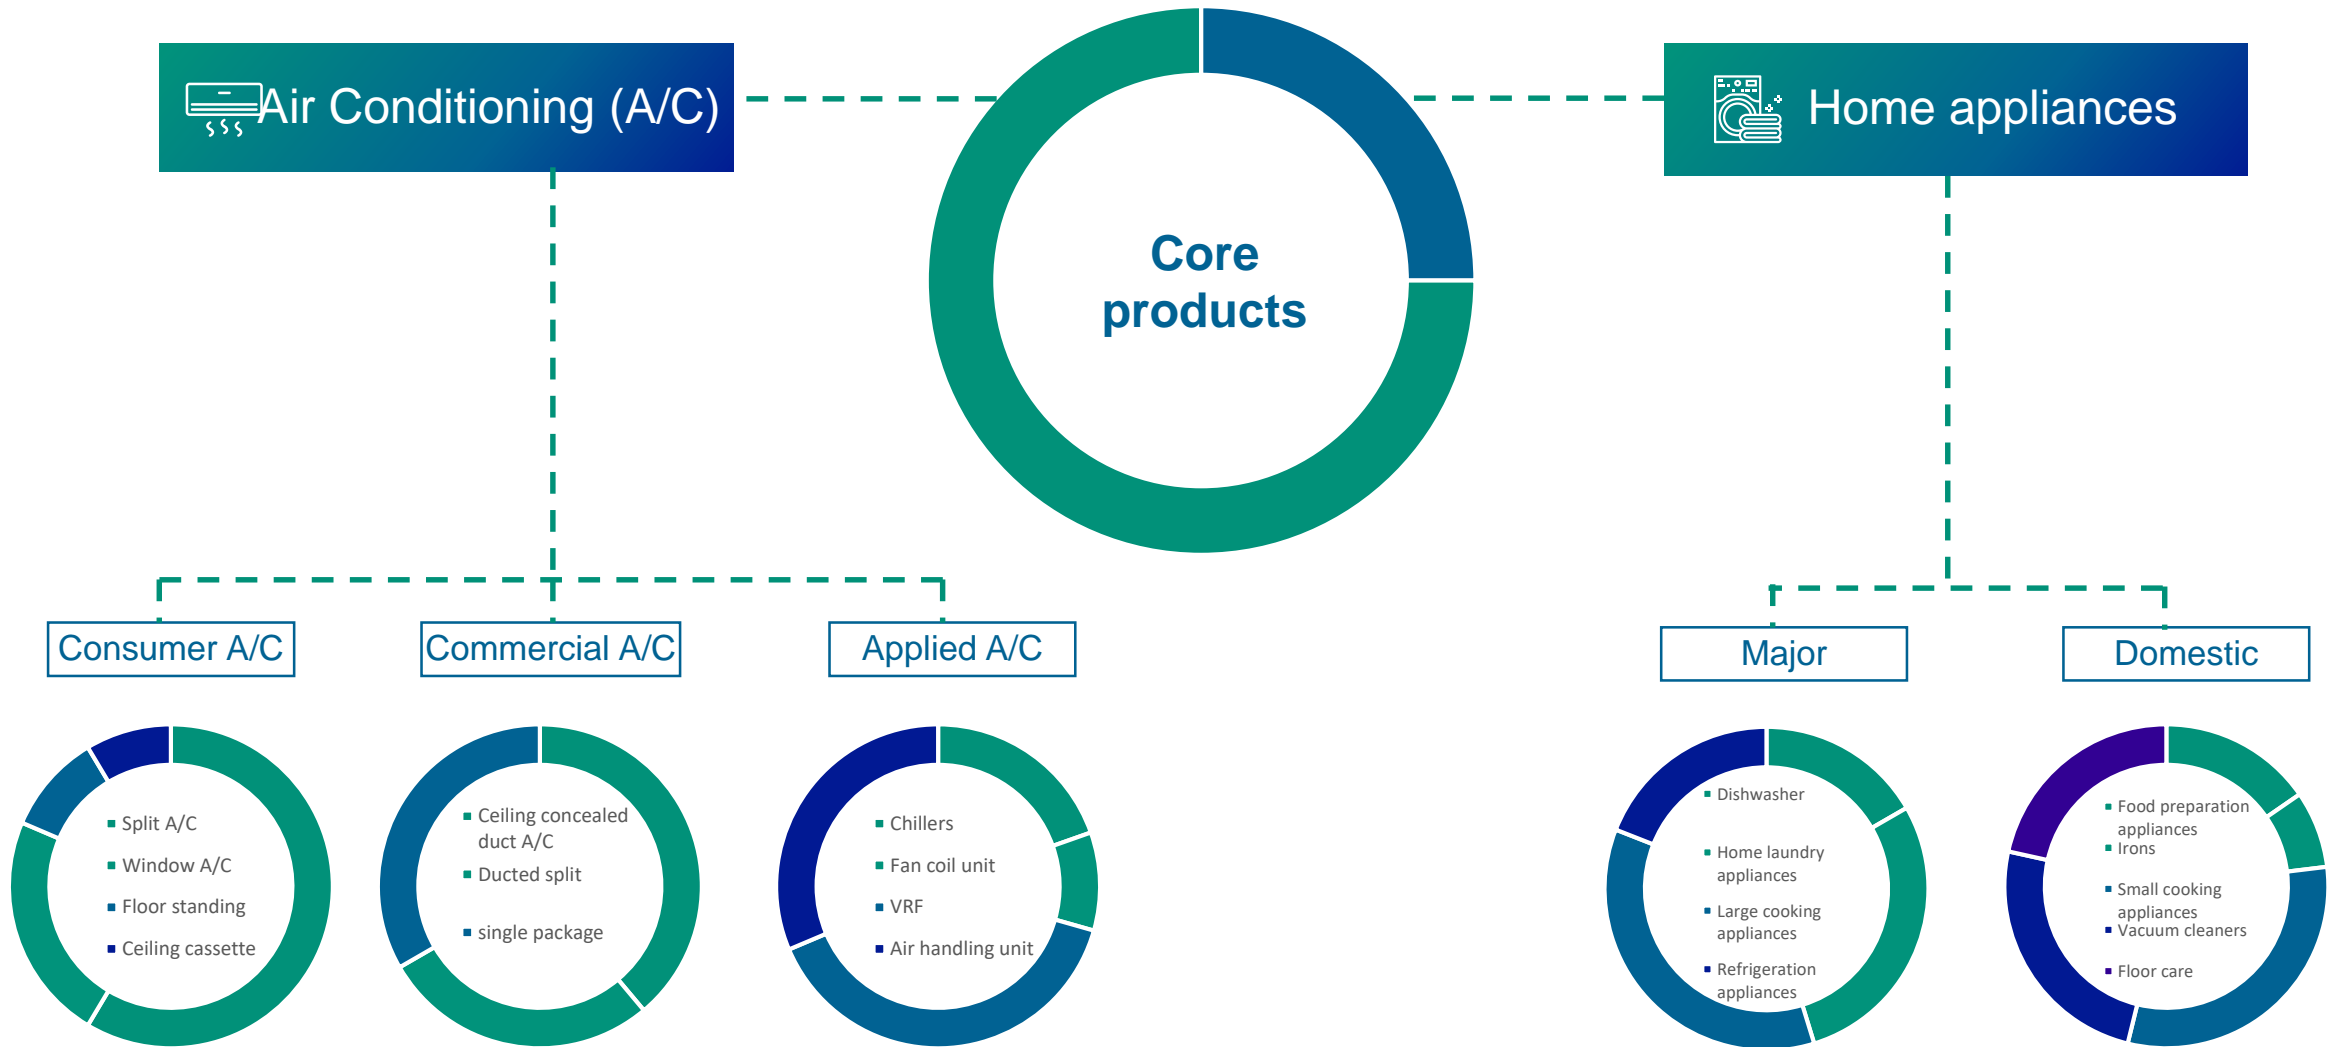 Air Conditioning (A/C)
Home appliances
Core
products
Consumer A/C
Commercial A/C
Applied A/C
Major
Domestic
Split A/C
Window A/C
Floor standing
Ceiling cassette
Ceiling concealed
duct A/C
Ducted split
single package
Chillers
Fan coil unit
VRF
Air handling unit
Dishwasher
Home laundry
appliances
Large cooking
appliances
Refrigeration
appliances
Food preparation
appliances
Irons
Small cooking
appliances
Vacuum cleaners
Floor care